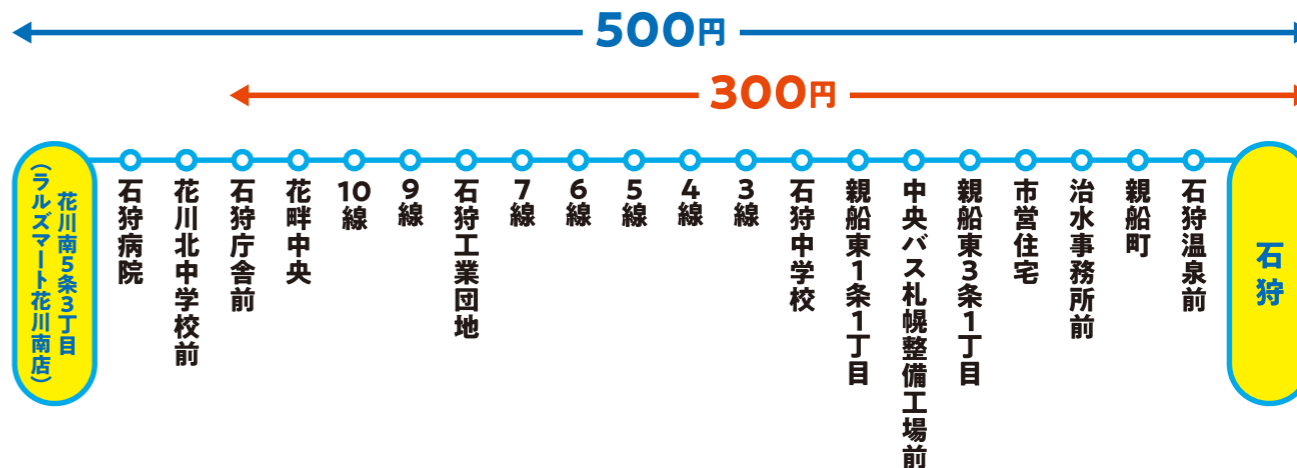 500円
300円
花川南5条3丁目
(ラルズマート花川南店)
石狩病院
花川北中学校前
石狩庁舎前
花畔中央
10線
9線
石狩工業団地
7線
6線
5線
4線
3線
石狩中学校
親船東1条1丁目
中央バス札幌整備工場前
親船東3条1丁目
市営住宅
治水事務所前
親船町
石狩温泉前
石狩